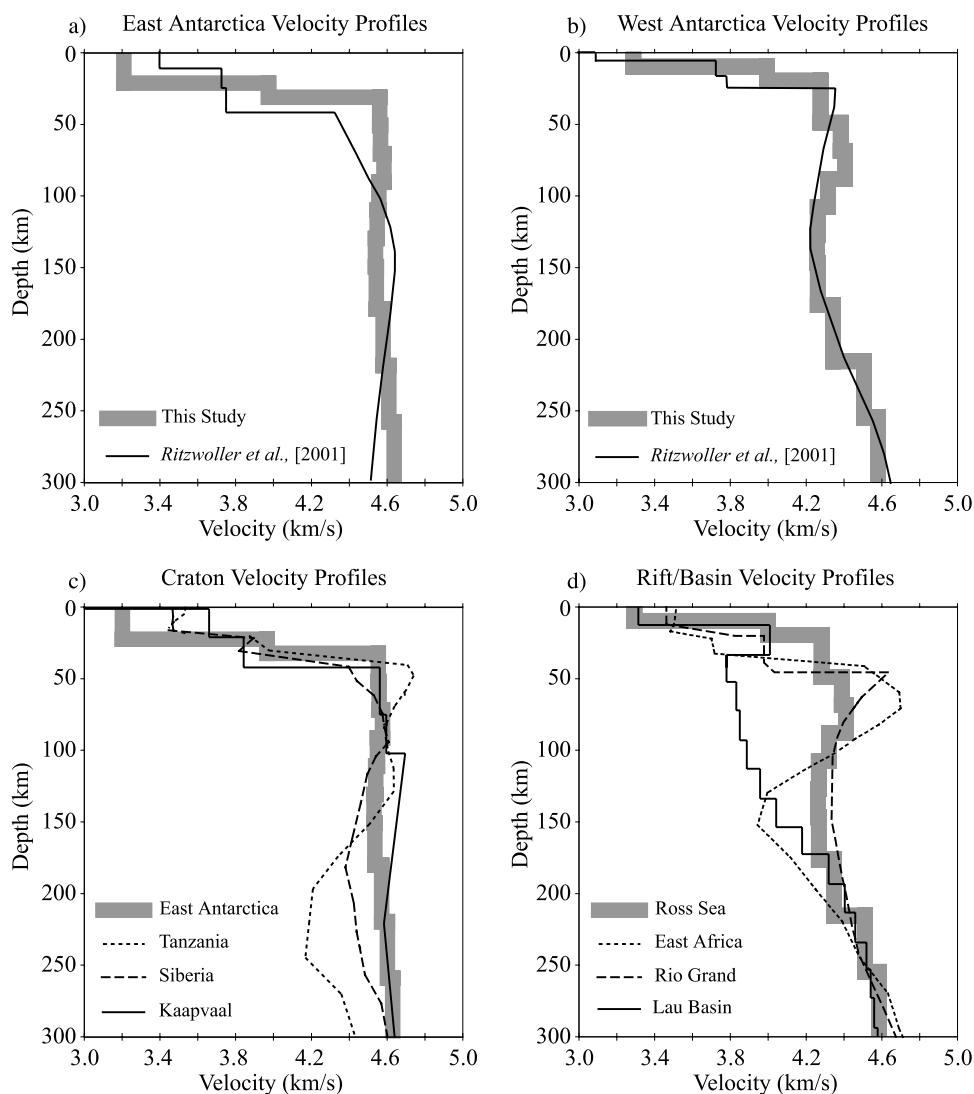 a) East Antarctica Velocity Profiles
0
50
100
150
200
250
300
Depth (km)
This Study
Ritzwoller et al., [2001]
3.0 3.4 3.8 4.2 4.6 5.0
Velocity (km/s)
b) West Antarctica Velocity Profiles
0
50
100
150
200
250
300
Depth (km)
This Study
Ritzwoller et al., [2001]
3.0 3.4 3.8 4.2 4.6 5.0
Velocity (km/s)
c) Craton Velocity Profiles
0
50
100
150
200
250
300
Depth (km)
East Antarctica
Tanzania
Siberia
Kaapvaal
3.0 3.4 3.8 4.2 4.6 5.0
Velocity (km/s)
d) Rift/Basin Velocity Profiles
0
50
100
150
200
250
300
Depth (km)
Ross Sea
East Africa
Rio Grand
Lau Basin
3.0 3.4 3.8 4.2 4.6 5.0
Velocity (km/s)